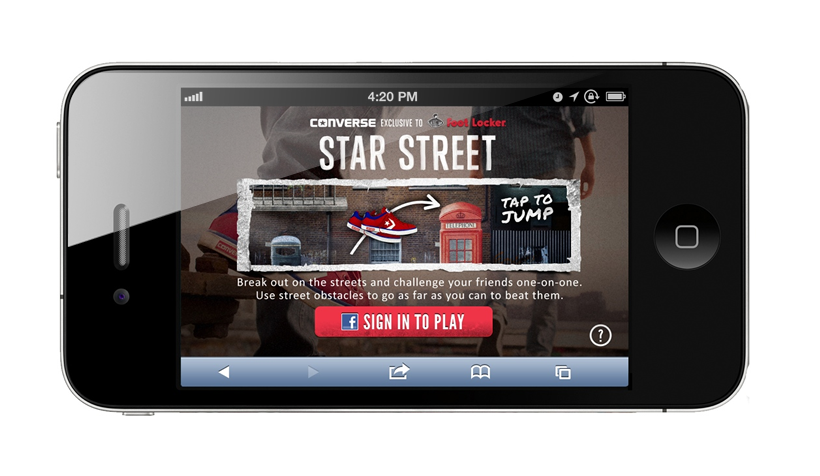 4:20 PM
CONVERSE EXCLUSIVE TO Foot Locker
STAR STREET
TAP TO
JUMP
TELEPHONE
Break out on the streets and challenge your friends one-on-one.
Use street obstacles to go as far as you can to beat them.
f SIGN IN TO PLAY
?